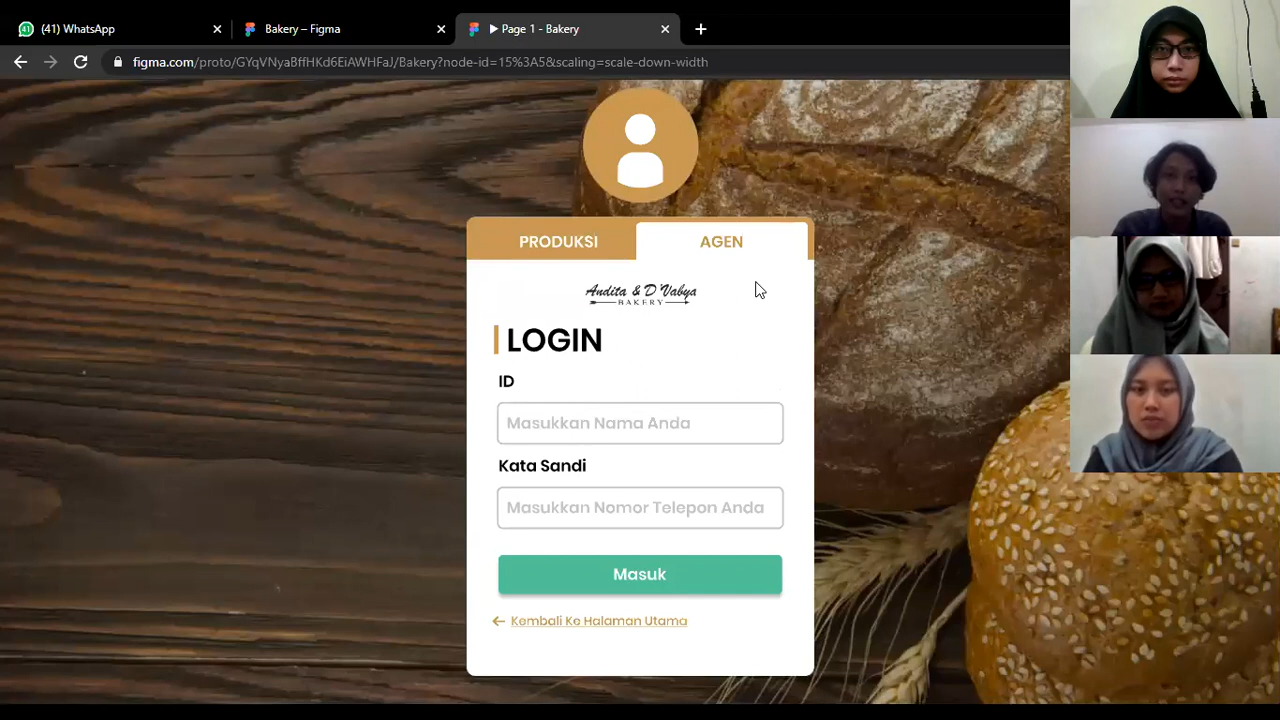 (41) WhatsApp
Bakery – Figma
Page 1 - Bakery
figma.com/proto/GYqVNyaBffHKd6EiAWHFaJ/Bakery?node-id=15%3A5&scaling=scale-down-width
PRODUKSI
AGEN
Andita & D'Vabya
BAKERY
LOGIN
ID
Masukkan Nama Anda
Kata Sandi
Masukkan Nomor Telepon Anda
Masuk
Kembali Ke Halaman Utama